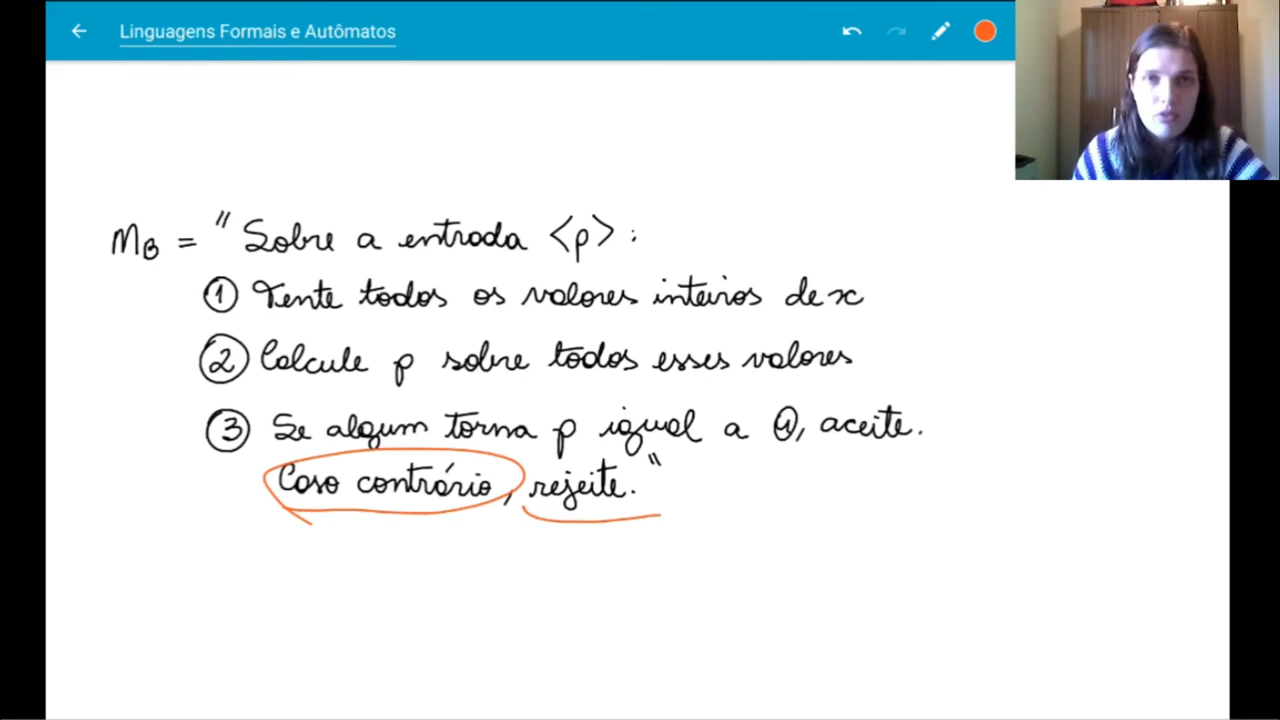 Linguagens Formais e Autômatos
M_B = "Sobre a entrada <p>:
① Tente todos os valores inteiros de x
② Calcule p sobre todos esses valores
③ Se algum torna p igual a ①, aceite.
Caso contrário, rejeite."